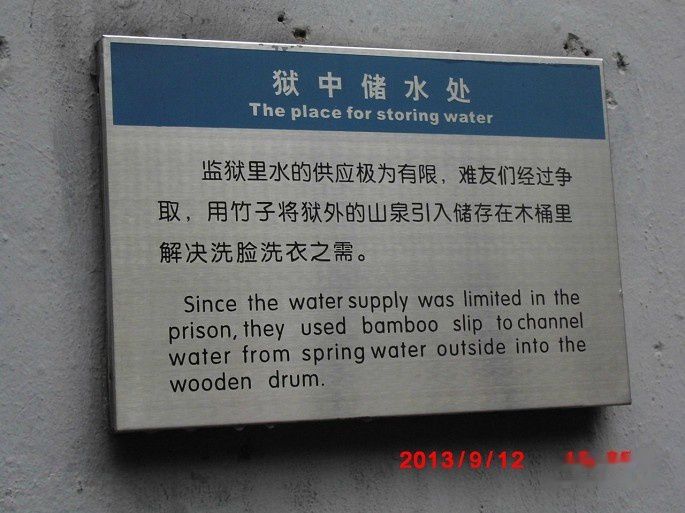 狱中储水处
The place for storing water
监狱里水的供应极为有限，难友们经过争
取，用竹子将狱外的山泉引入储存在木桶里
解决洗脸洗衣之需。
Since the water supply was limited in the
prison, they used bamboo slip to channel
water from spring water outside into the
wooden drum.
2013/9/12